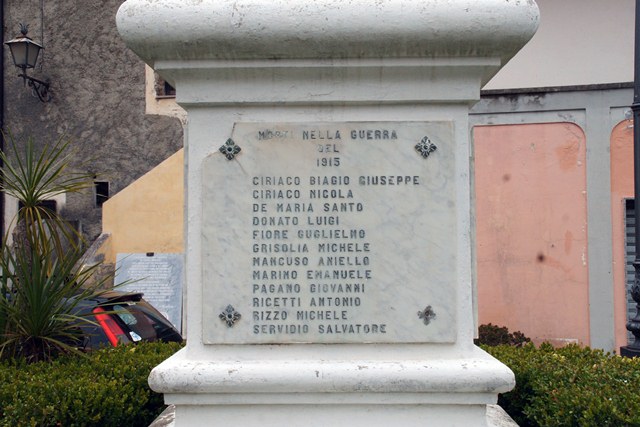 MORTI NELLA GUERRA
DEL
1915
CIRIACO BIAGIO GIUSEPPE
CIRIACO NICOLA
DE MARIA SANTO
DONATO LUIGI
FIORE GUGLIELMO
GRISOLIA MICHELE
MANCUSO ANIELLO
MARINO EMANUELE
PAGANO GIOVANNI
RICETTI ANTONIO
RIZZO MICHELE
SERVIDIO SALVATORE